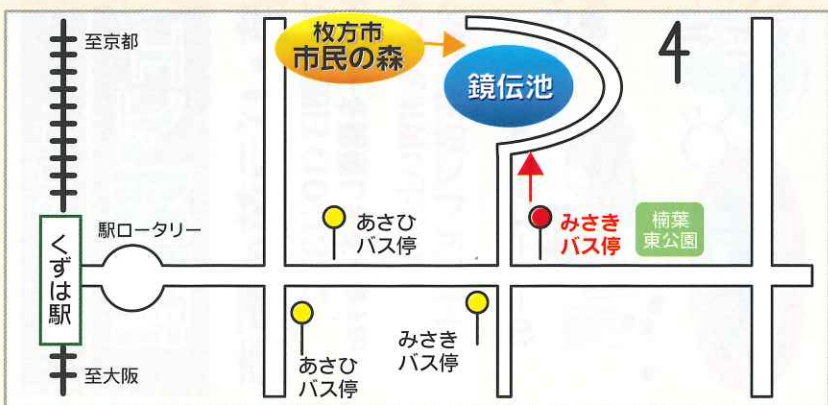 至京都
枚方市
市民の森
鏡伝池
駅ロータリー
くずは駅
あさひ
バス停
みさき
バス停
楠葉
東公園
あさひ
バス停
みさき
バス停
至大阪